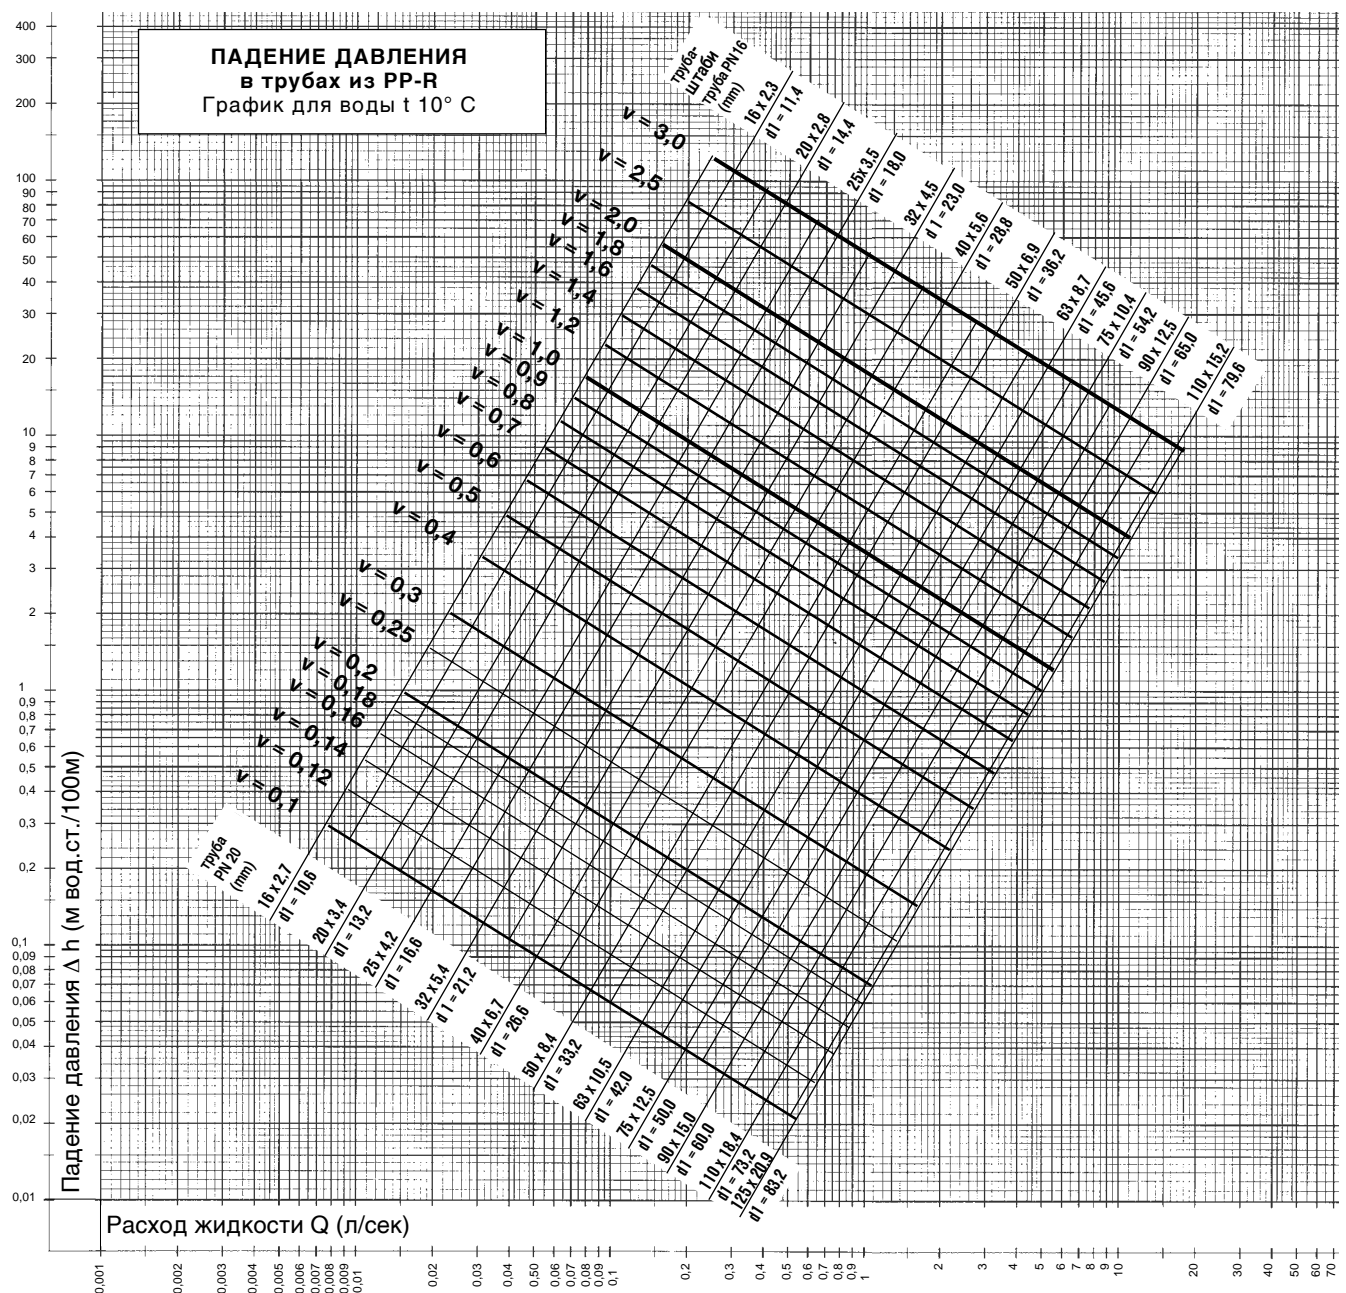 ПАДЕНИЕ ДАВЛЕНИЯ
в трубах из PP-R
График для воды t 10° C
400
300
200
100
90
80
70
60
50
40
30
20
10
9
8
7
6
5
4
3
2
1
0,9
0,8
0,7
0,6
0,5
0,4
0,3
0,2
0,1
0,09
0,08
0,07
0,06
0,05
0,04
0,03
0,02
0,01
Падение давления Δ h (м вод.ст./100м)
v = 3,0
v = 2,5
v = 2,0
v = 1,8
v = 1,6
v = 1,4
v = 1,2
v = 1,0
v = 0,9
v = 0,8
v = 0,7
v = 0,6
v = 0,5
v = 0,4
v = 0,3
v = 0,25
v = 0,2
v = 0,18
v = 0,16
v = 0,14
v = 0,12
v = 0,1
труба-
штаби
труба PN16
(mm)
16 x 2,3
d1 = 11,4
20 x 2,8
d1 = 14,4
25x 3,5
d1 = 18,0
32 x 4,5
d 1 = 23,0
40 x 5,6
d1 = 28,8
50 x 6,9
d1 = 36,2
63 x 8,7
d1 = 45,6
75 x 10,4
d1 = 54,2
90 x 12,5
d1 = 65,0
110 x 15,2
d1 = 79,6
труба
PN 20
(mm)
16 x 2,7
d1 = 10,6
20 x 3,4
d1 = 13,2
25 x 4,2
d1 = 16,6
32 x 5,4
d 1 = 21,2
40 x 6,7
d1 = 26,6
50 x 8,4
d1 = 33,2
63 x 10,5
d1 = 42,0
75 x 12,5
d1 = 50,0
90 x 15,0
d1 = 60,0
110 x 18,4
d1 = 73,2
125 x 20,9
d1 = 83,2
Расход жидкости Q (л/сек)
0,001
0,002
0,003
0,004
0,005
0,006
0,007
0,008
0,009
0,01
0,02
0,03
0,04
0,50
0,06
0,07
0,08
0,09
0,1
0,2
0,3
0,4
0,5
0,6
0,7
0,8
0,9
1
2
3
4
5
6
7
8
9
10
20
30
40
50
60
70